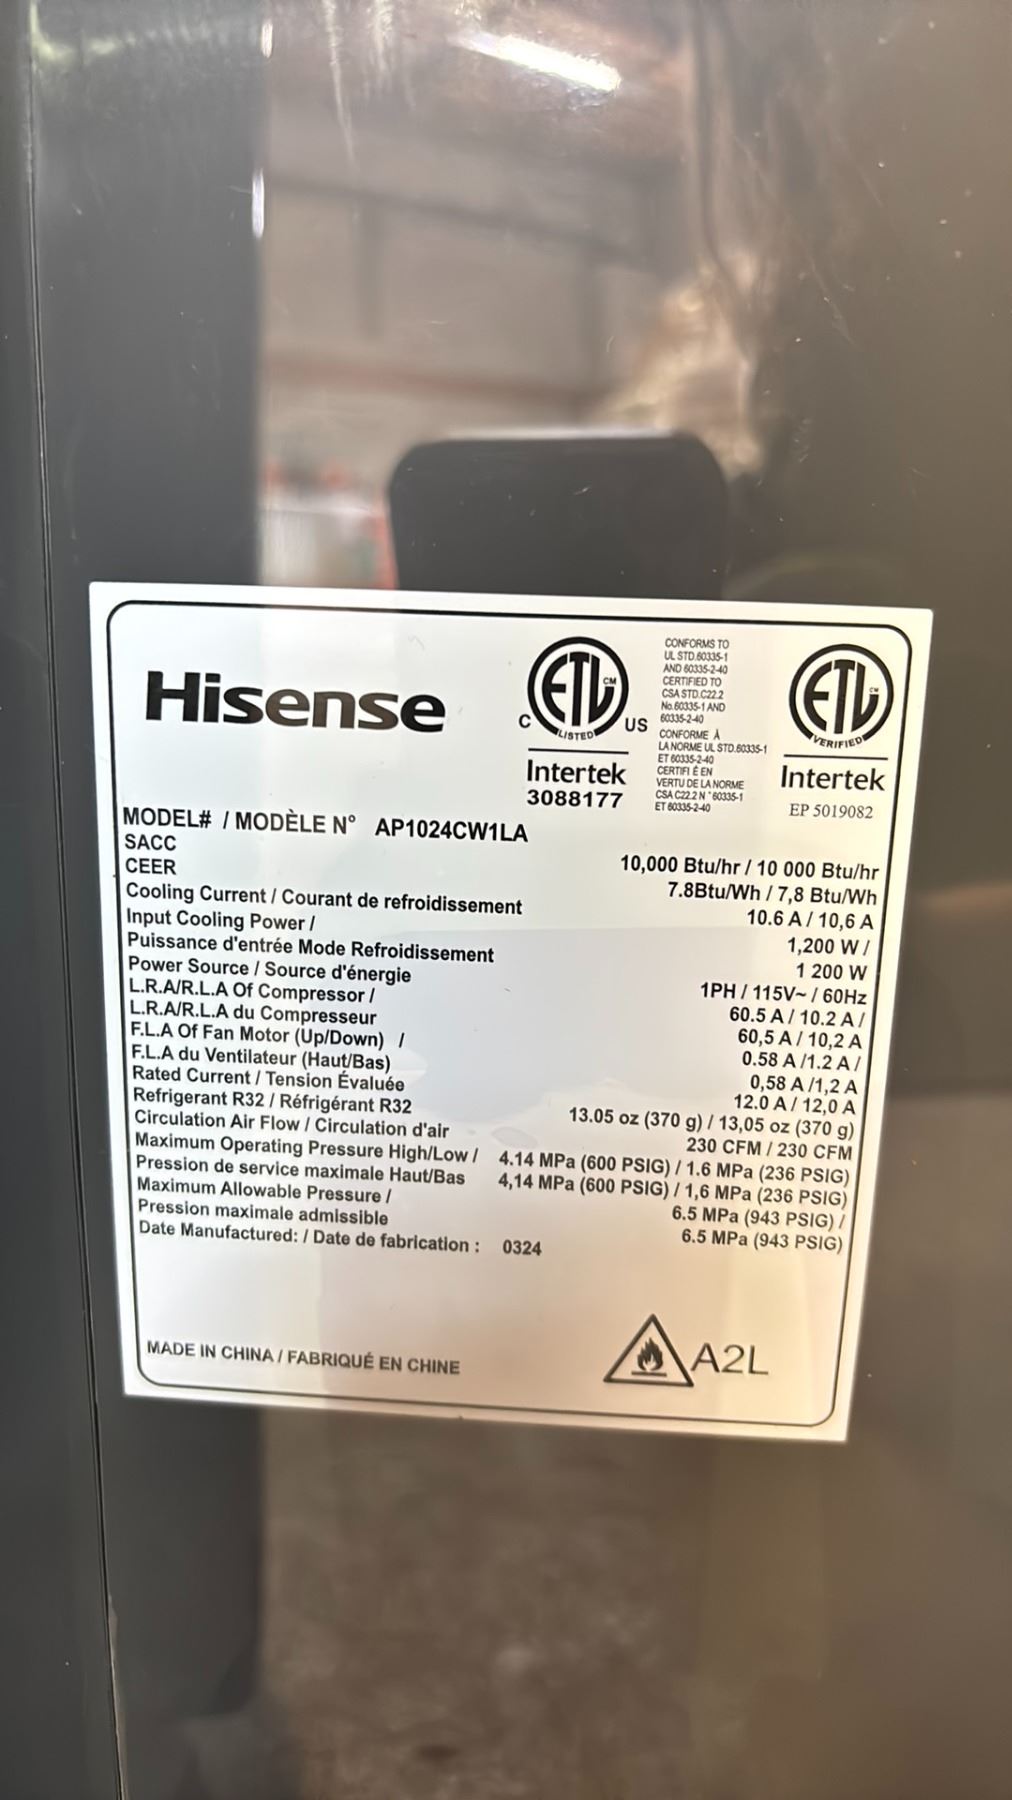 Hisense
C ETL CM US
LISTED
Intertek
3088177
CONFORMS TO
UL STD.60335-1
AND 60335-2-40
CERTIFIED TO
CSA STD.C22.2
No.60335-1 AND
60335-2-40
CONFORME À
LA NORME UL STD.60335-1
ET 60335-2-40
CERTIFI É EN
VERTU DE LA NORME
CSA C22.2 N ° 60335-1
ET 60335-2-40
ETL CM
VERIFIED
Intertek
EP 5019082
MODEL# / MODÈLE N° AP1024CW1LA
SACC 10,000 Btu/hr / 10 000 Btu/hr
CEER 7.8Btu/Wh / 7,8 Btu/Wh
Cooling Current / Courant de refroidissement 10.6 A / 10,6 A
Input Cooling Power / 1,200 W /
Puissance d'entrée Mode Refroidissement 1 200 W
Power Source / Source d'énergie 1PH / 115V~ / 60Hz
L.R.A/R.L.A Of Compressor / 60.5 A / 10.2 A /
L.R.A/R.L.A du Compresseur 60,5 A / 10,2 A
F.L.A Of Fan Motor (Up/Down) / 0.58 A /1.2 A /
F.L.A du Ventilateur (Haut/Bas) 0,58 A /1,2 A
Rated Current / Tension Évaluée 12.0 A / 12,0 A
Refrigerant R32 / Réfrigérant R32 13.05 oz (370 g) / 13,05 oz (370 g)
Circulation Air Flow / Circulation d'air 230 CFM / 230 CFM
Maximum Operating Pressure High/Low / 4.14 MPa (600 PSIG) / 1.6 MPa (236 PSIG)
Pression de service maximale Haut/Bas 4,14 MPa (600 PSIG) / 1,6 MPa (236 PSIG)
Maximum Allowable Pressure / 6.5 MPa (943 PSIG) /
Pression maximale admissible 6.5 MPa (943 PSIG)
Date Manufactured: / Date de fabrication : 0324
MADE IN CHINA / FABRIQUÉ EN CHINE
A2L